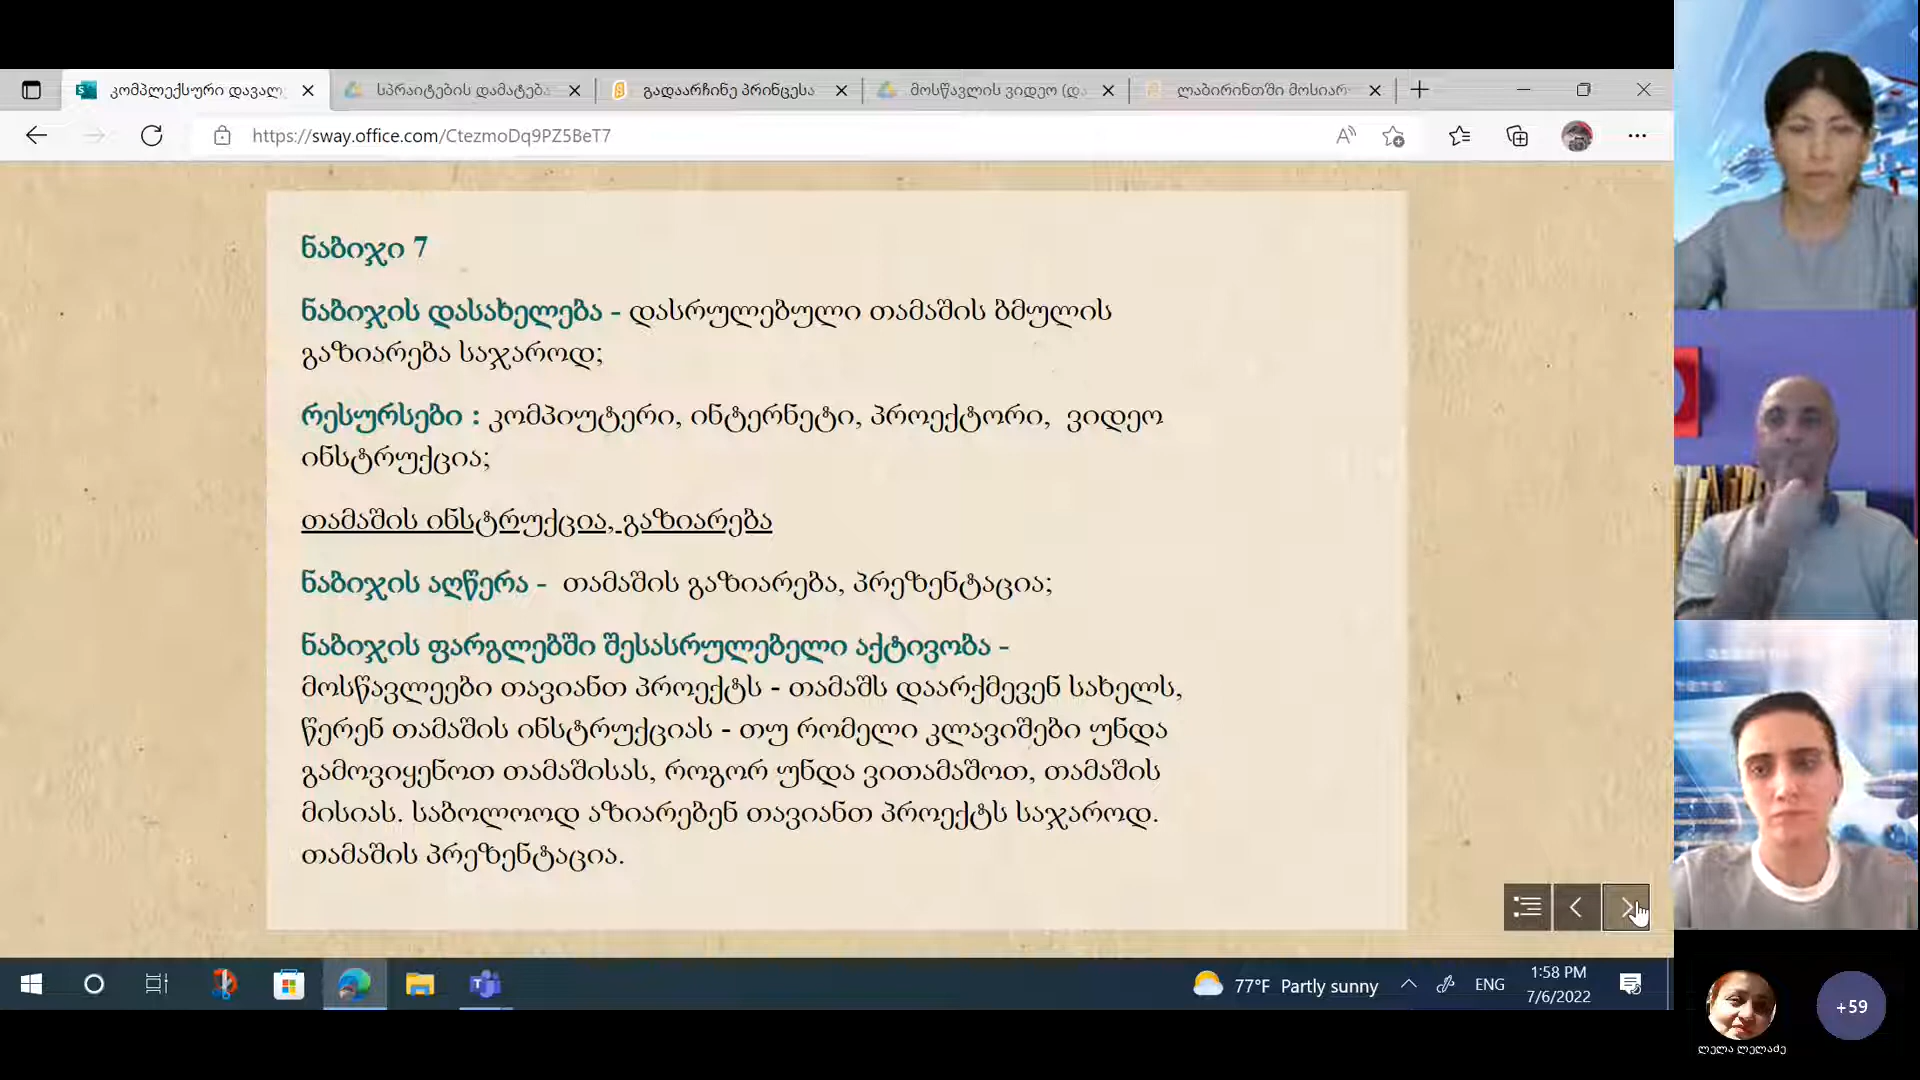 კომპლექსური დავალ
სპრაიტების დამატება
გადაარჩინე პრინცესა
მოსწავლის ვიდეო (და
ლაბირინთში მოსიარ
https://sway.office.com/CtezmoDq9PZ5BeT7
ნაბიჯი 7
ნაბიჯის დასახელება - დასრულებული თამაშის ბმულის
გაზიარება საჯაროდ;
რესურსები : კომპიუტერი, ინტერნეტი, პროექტორი, ვიდეო
ინსტრუქცია;
თამაშის ინსტრუქცია, გაზიარება
ნაბიჯის აღწერა - თამაშის გაზიარება, პრეზენტაცია;
ნაბიჯის ფარგლებში შესასრულებელი აქტივობა -
მოსწავლეები თავიანთ პროექტს - თამაშს დაარქმევენ სახელს,
წერენ თამაშის ინსტრუქციას - თუ რომელი კლავიშები უნდა
გამოვიყენოთ თამაშისას, როგორ უნდა ვითამაშოთ, თამაშის
მისიას. საბოლოოდ აზიარებენ თავიანთ პროექტს საჯაროდ.
თამაშის პრეზენტაცია.
77°F Partly sunny
ENG
1:58 PM
7/6/2022
+59
ლელა ლელაძე